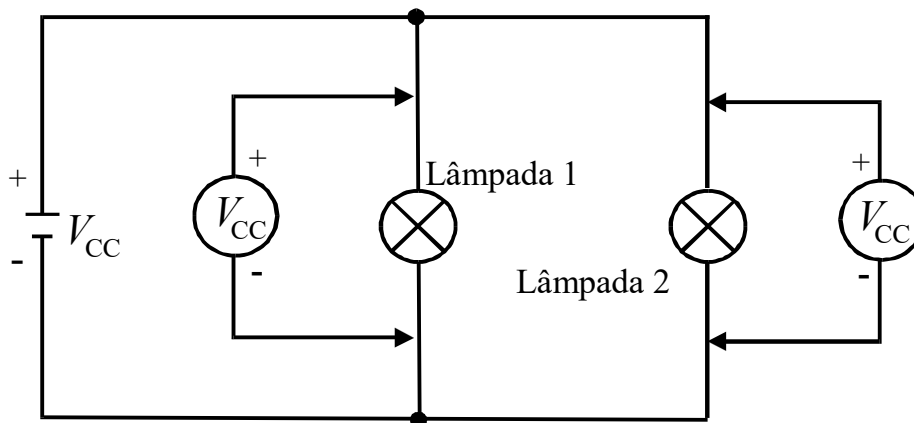 +
Lâmpada 1
+
+
V_CC
V_CC
V_CC
-
-
-
Lâmpada 2